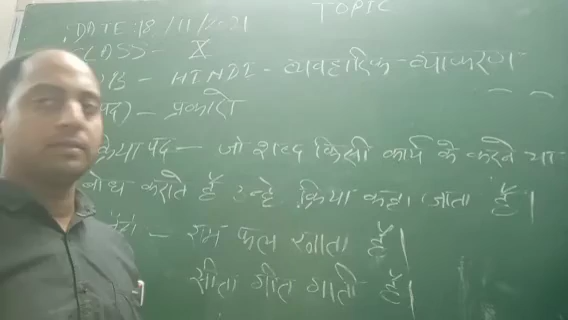 TOPIC
DATE:18/11/2021
CLASS- X
- HINDI - व्यवहारिक-व्याकरण
पद) - प्रकारो
क्रिया पद - जो शब्द किसी कार्य के करने या
बोध कराते हैं उन्हे क्रिया कहा जाता है।
- राम फल खाता है।
सीता गीत गाती है।